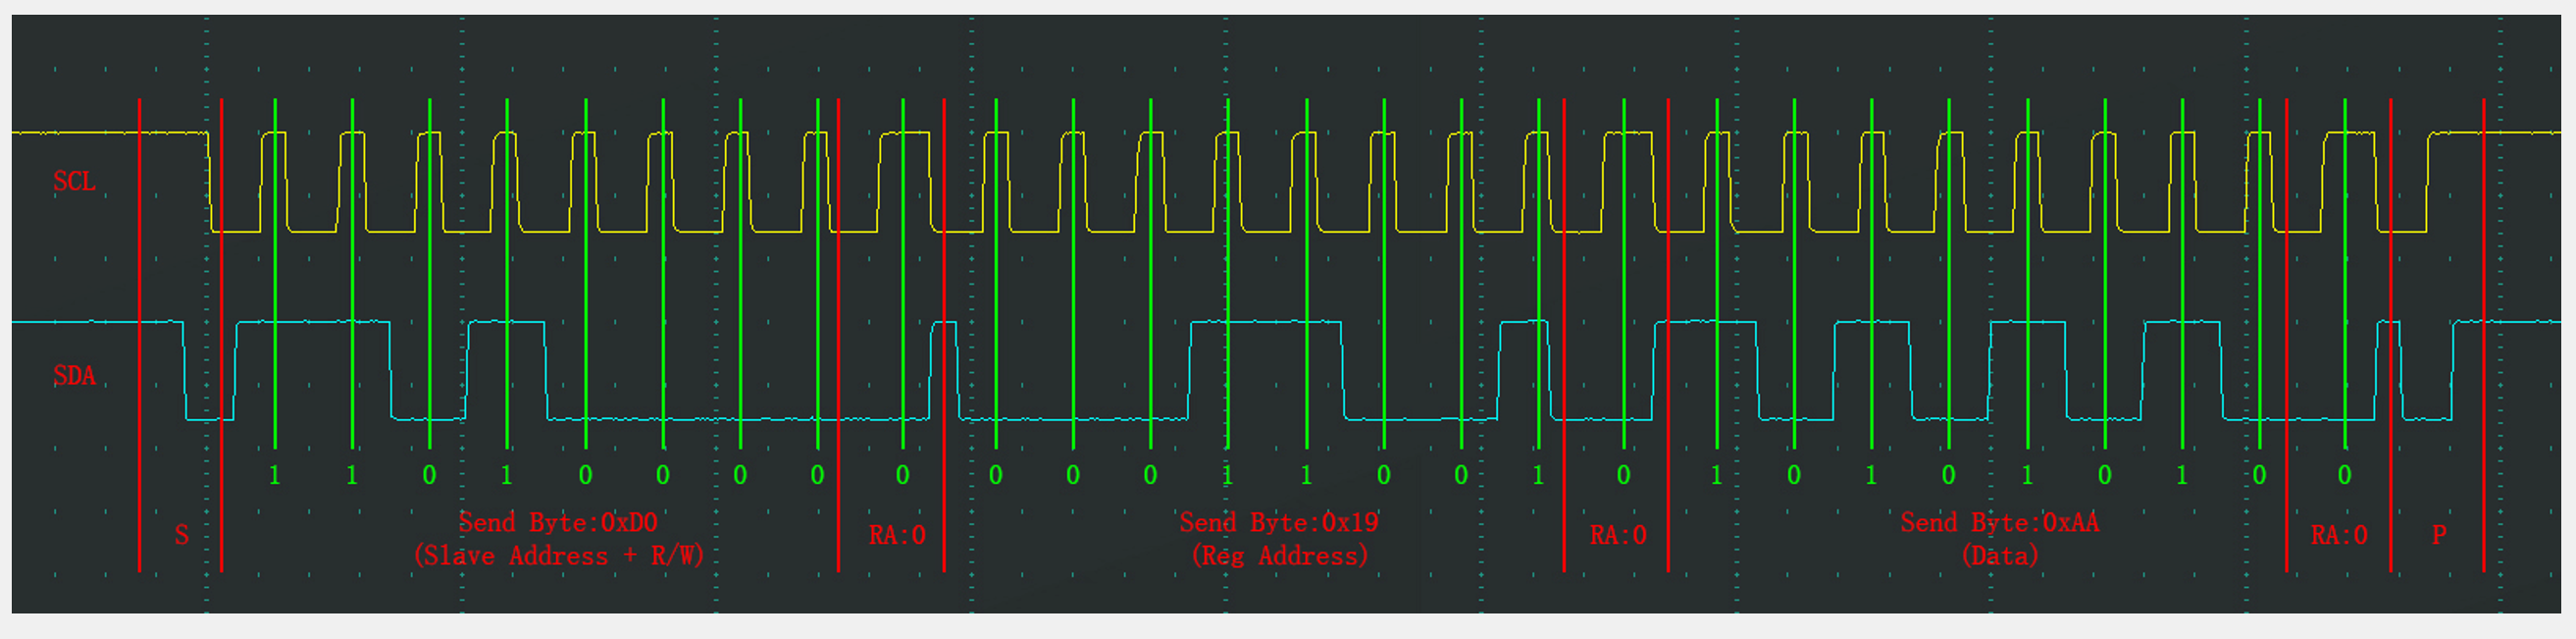 SCL
SDA
1 1 0 1 0 0 0 0 0 0 0 0 1 1 0 0 1 0 1 0 1 0 1 0 1 0 0
S
Send Byte:0xD0
(Slave Address + R/W)
RA:0
Send Byte:0x19
(Reg Address)
RA:0
Send Byte:0xAA
(Data)
RA:0
P